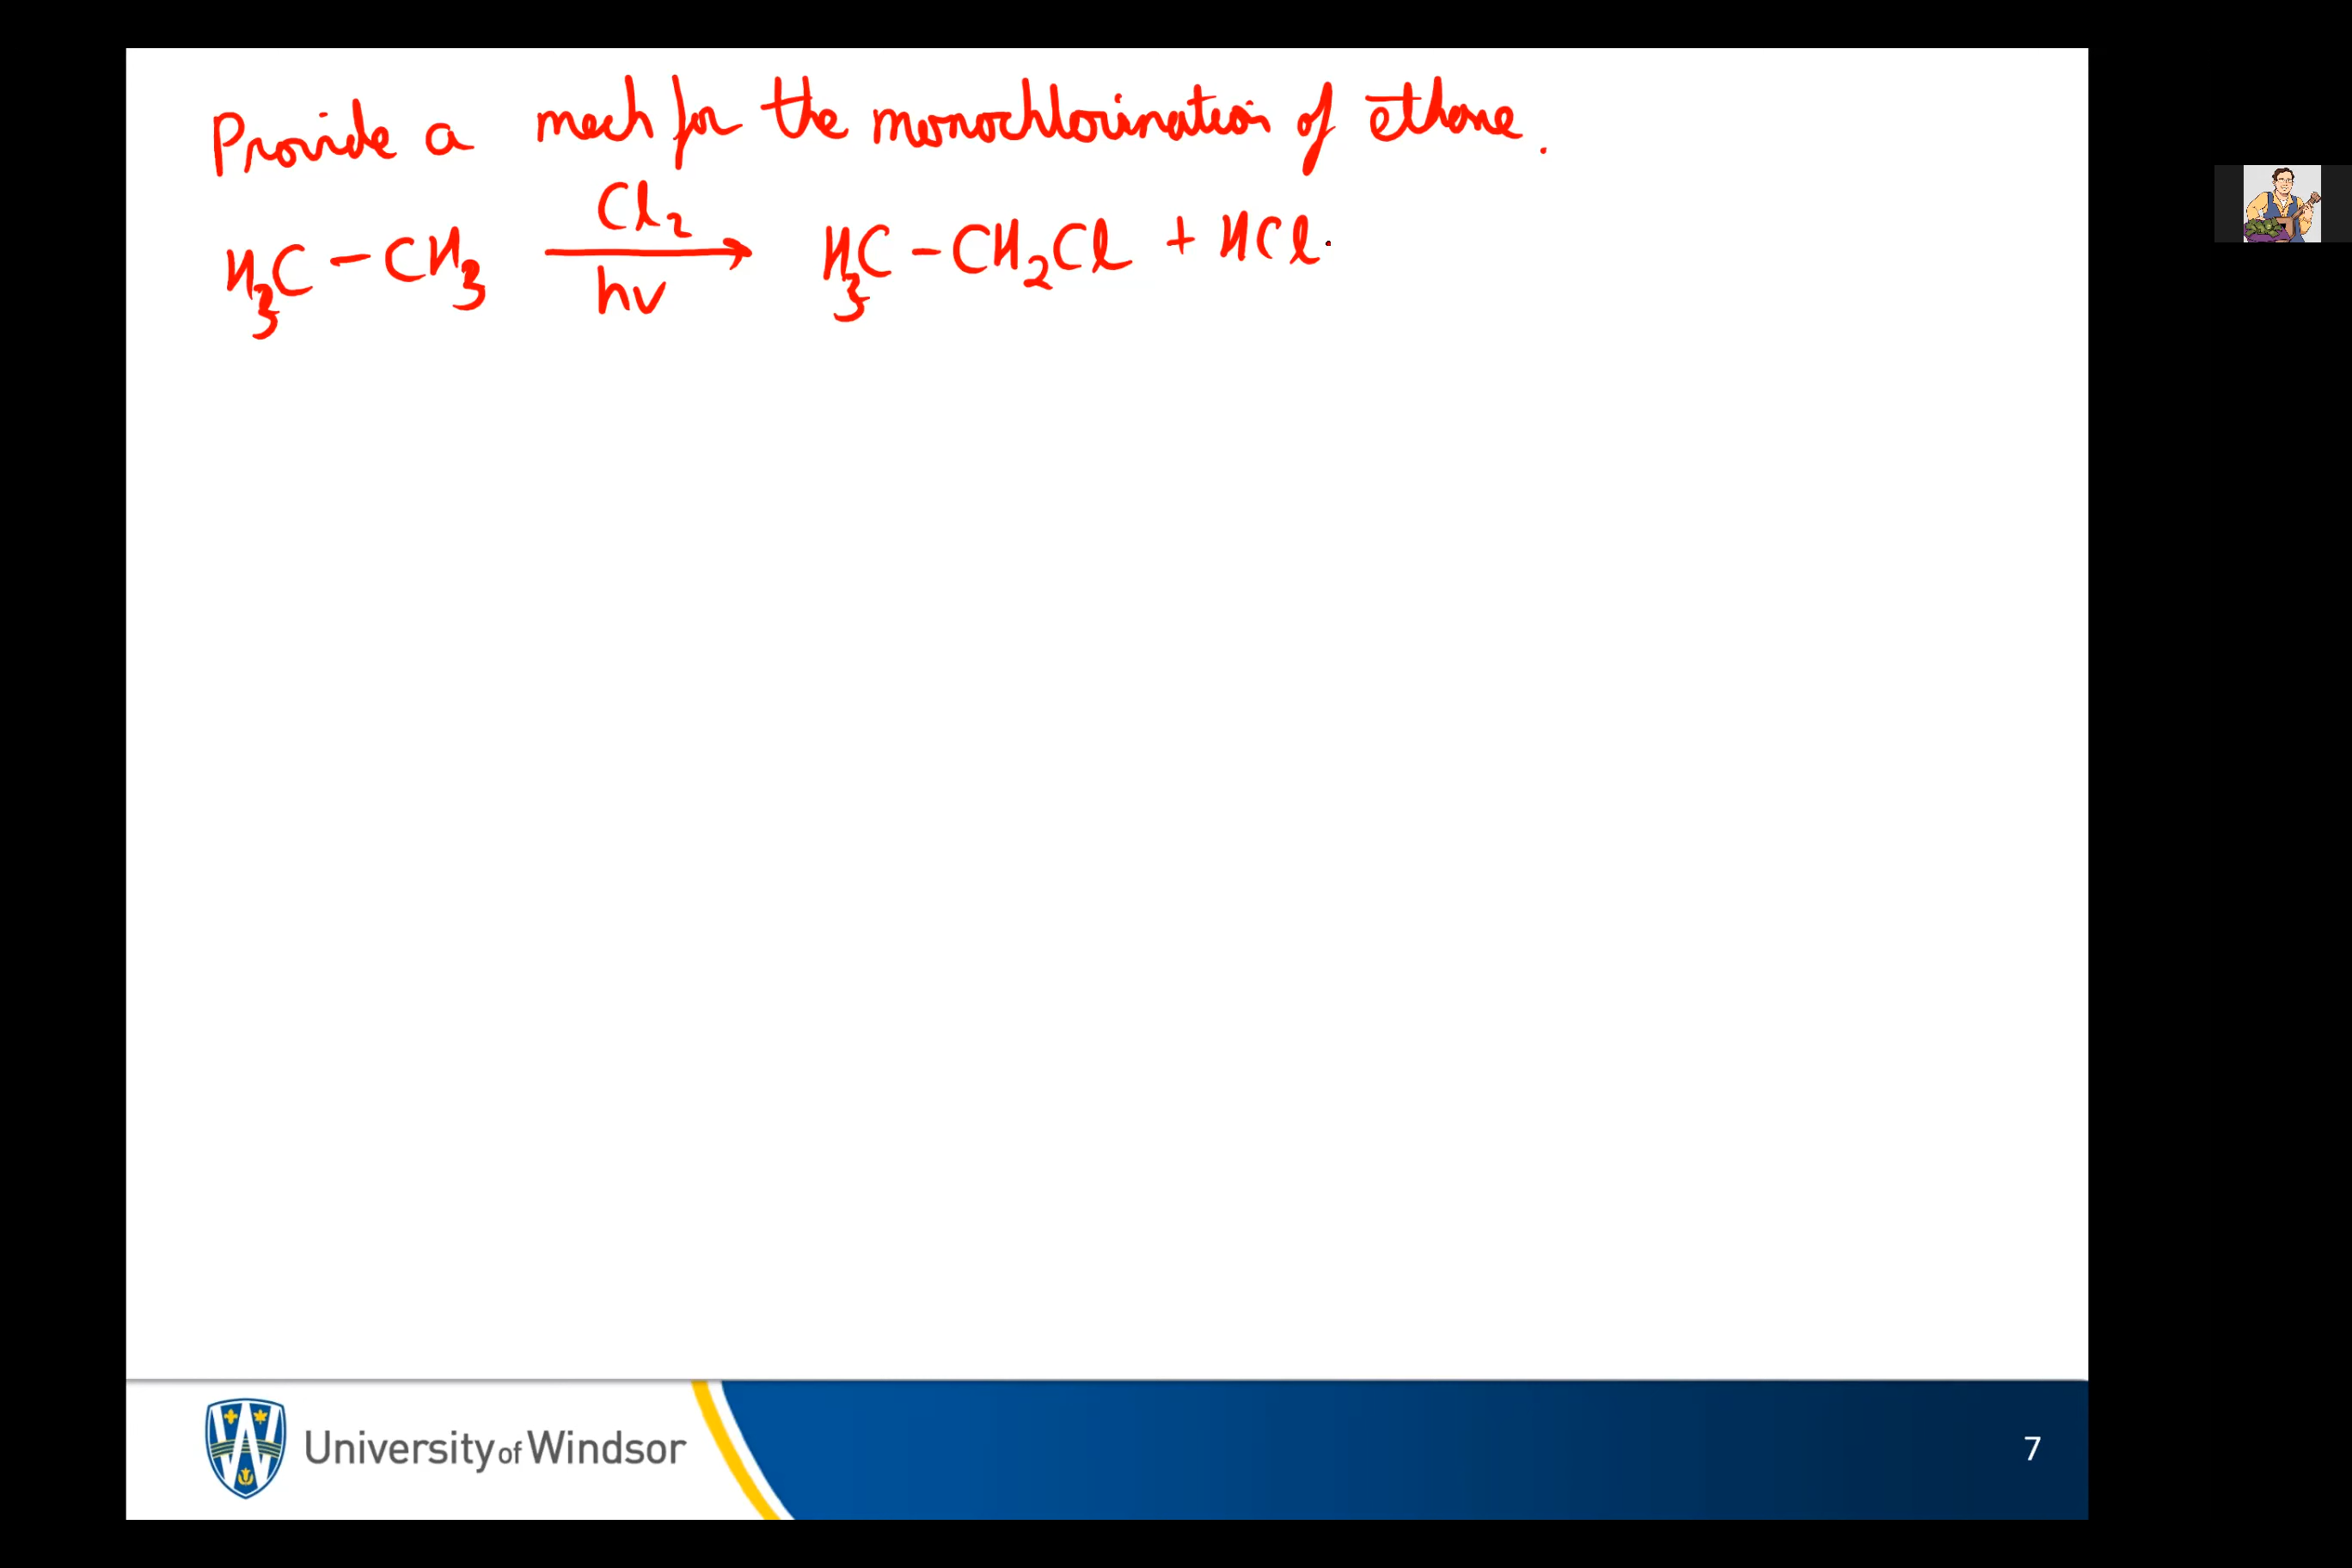 Provide a mech for the monochlorination of ethane.
Cl₂
H₃C - CH₃ → H₃C - CH₂Cl + HCl
hν
University of Windsor
7